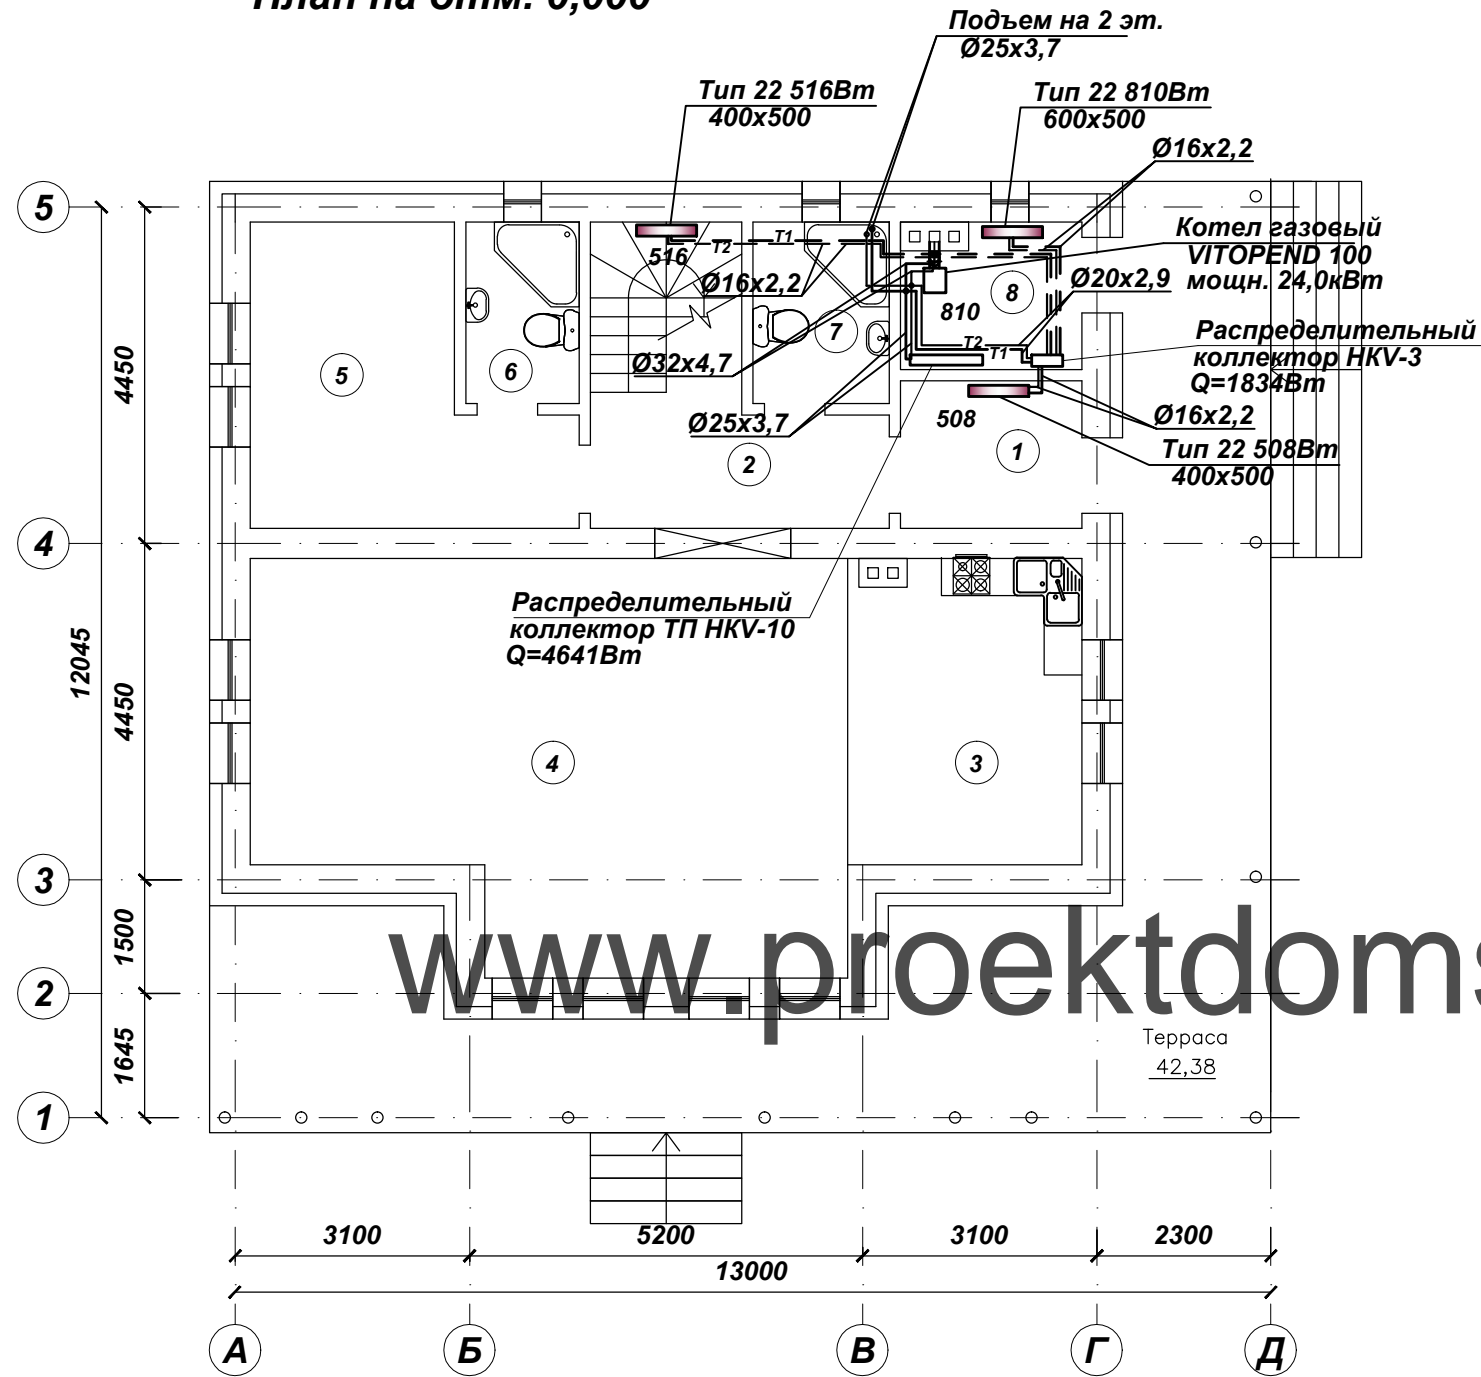 План на отм. 0,000
Подъем на 2 эт.
Ø25x3,7
Тип 22 516Вт
400x500
Тип 22 810Вт
600x500
Ø16x2,2
5
Котел газовый
VITOPEND 100
мощн. 24,0кВт
T1
T2
516
Ø16x2,2
8
Ø20x2,9
810
7
Распределительный
коллектор НКV-3
Q=1834Вт
T2
T1
4450
5
6
Ø32x4,7
508
Ø16x2,2
Ø25x3,7
2
1
Тип 22 508Вт
400x500
4
Распределительный
коллектор ТП НКV-10
Q=4641Вт
12045
4450
4
3
3
1500
www.proektdoms
2
1645
Терраса
42,38
1
3100
5200
3100
2300
13000
А
Б
В
Г
Д